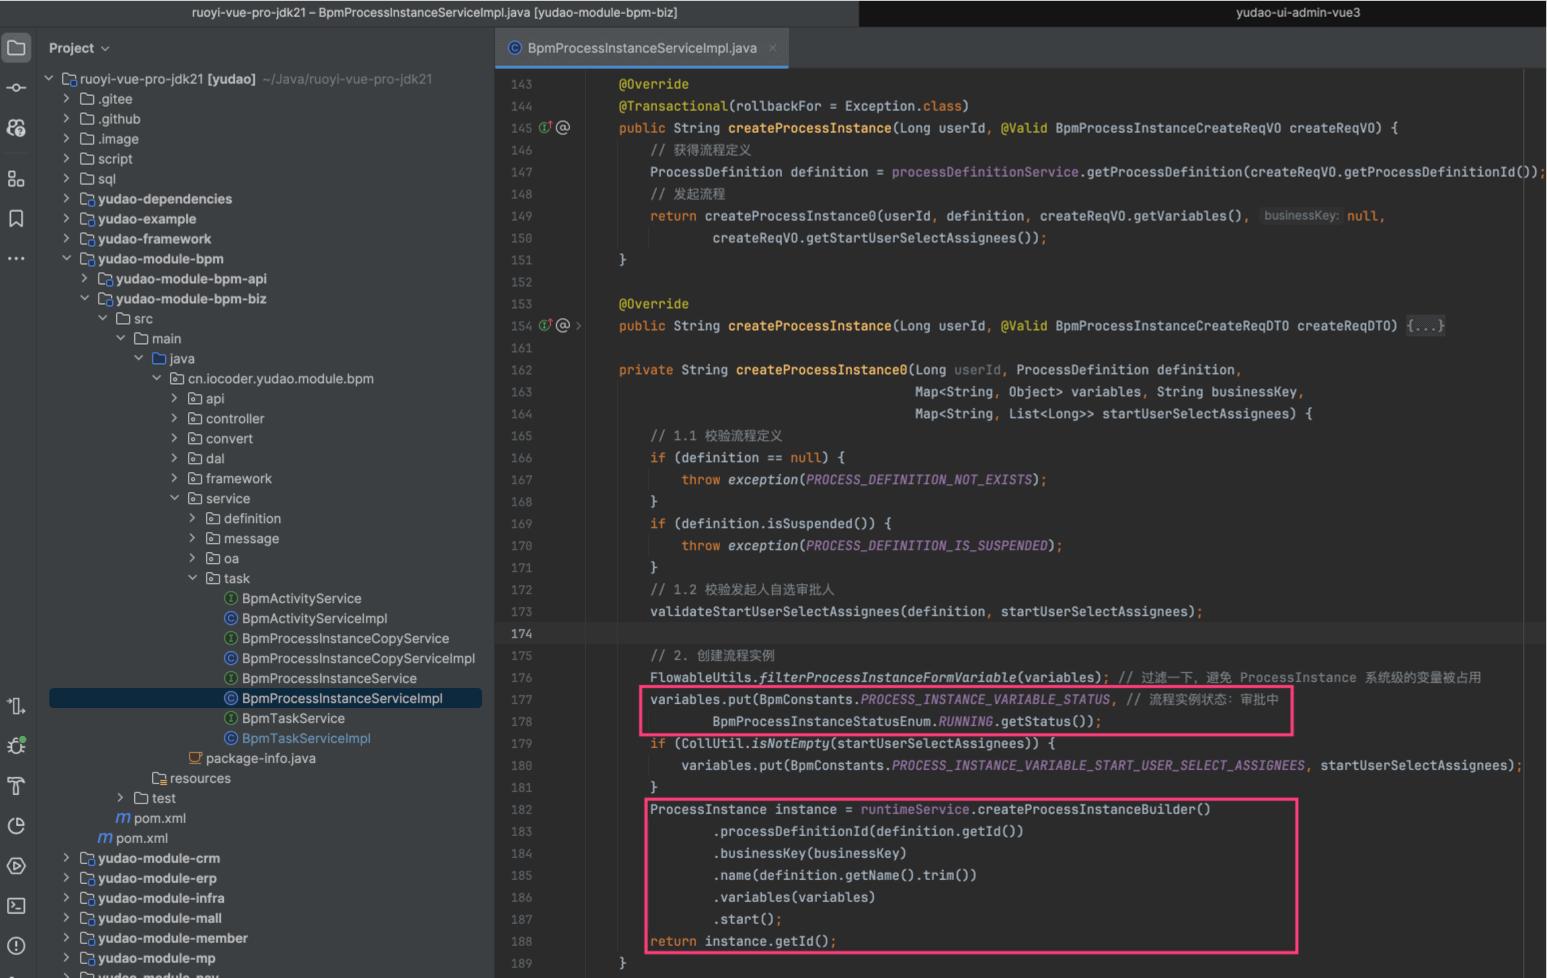 ruoyi-vue-pro-jdk21 – BpmProcessInstanceServiceImpl.java [yudao-module-bpm-biz]
yudao-ui-admin-vue3
Project
BpmProcessInstanceServiceImpl.java
ruoyi-vue-pro-jdk21 [yudao] ~/Java/ruoyi-vue-pro-jdk21
.gitee
.github
.image
script
sql
yudao-dependencies
yudao-example
yudao-framework
yudao-module-bpm
yudao-module-bpm-api
yudao-module-bpm-biz
src
main
java
cn.iocoder.yudao.module.bpm
api
controller
convert
dal
framework
service
definition
message
oa
task
BpmActivityService
BpmActivityServiceImpl
BpmProcessInstanceCopyService
BpmProcessInstanceCopyServiceImpl
BpmProcessInstanceService
BpmProcessInstanceServiceImpl
BpmTaskService
BpmTaskServiceImpl
package-info.java
resources
test
pom.xml
pom.xml
yudao-module-crm
yudao-module-erp
yudao-module-infra
yudao-module-mall
yudao-module-member
yudao-module-mp
143 @Override
144 @Transactional(rollbackFor = Exception.class)
145 public String createProcessInstance(Long userId, @Valid BpmProcessInstanceCreateReqVO createReqVO) {
146 // 获得流程定义
147 ProcessDefinition definition = processDefinitionService.getProcessDefinition(createReqVO.getProcessDefinitionId());
148 // 发起流程
149 return createProcessInstance0(userId, definition, createReqVO.getVariables(), businessKey: null,
150 createReqVO.getStartUserSelectAssignees());
151 }
152
153 @Override
154 public String createProcessInstance(Long userId, @Valid BpmProcessInstanceCreateReqDTO createReqDTO) {...}
161
162 private String createProcessInstance0(Long userId, ProcessDefinition definition,
163 Map<String, Object> variables, String businessKey,
164 Map<String, List<Long>> startUserSelectAssignees) {
165 // 1.1 校验流程定义
166 if (definition == null) {
167 throw exception(PROCESS_DEFINITION_NOT_EXISTS);
168 }
169 if (definition.isSuspended()) {
170 throw exception(PROCESS_DEFINITION_IS_SUSPENDED);
171 }
172 // 1.2 校验发起人自选审批人
173 validateStartUserSelectAssignees(definition, startUserSelectAssignees);
174
175 // 2. 创建流程实例
176 FlowableUtils.filterProcessInstanceFormVariable(variables); // 过滤一下，避免 ProcessInstance 系统级的变量被占用
177 variables.put(BpmConstants.PROCESS_INSTANCE_VARIABLE_STATUS, // 流程实例状态：审批中
178 BpmProcessInstanceStatusEnum.RUNNING.getStatus());
179 if (CollUtil.isNotEmpty(startUserSelectAssignees)) {
180 variables.put(BpmConstants.PROCESS_INSTANCE_VARIABLE_START_USER_SELECT_ASSIGNEES, startUserSelectAssignees);
181 }
182 ProcessInstance instance = runtimeService.createProcessInstanceBuilder()
183 .processDefinitionId(definition.getId())
184 .businessKey(businessKey)
185 .name(definition.getName().trim())
186 .variables(variables)
187 .start();
188 return instance.getId();
189 }